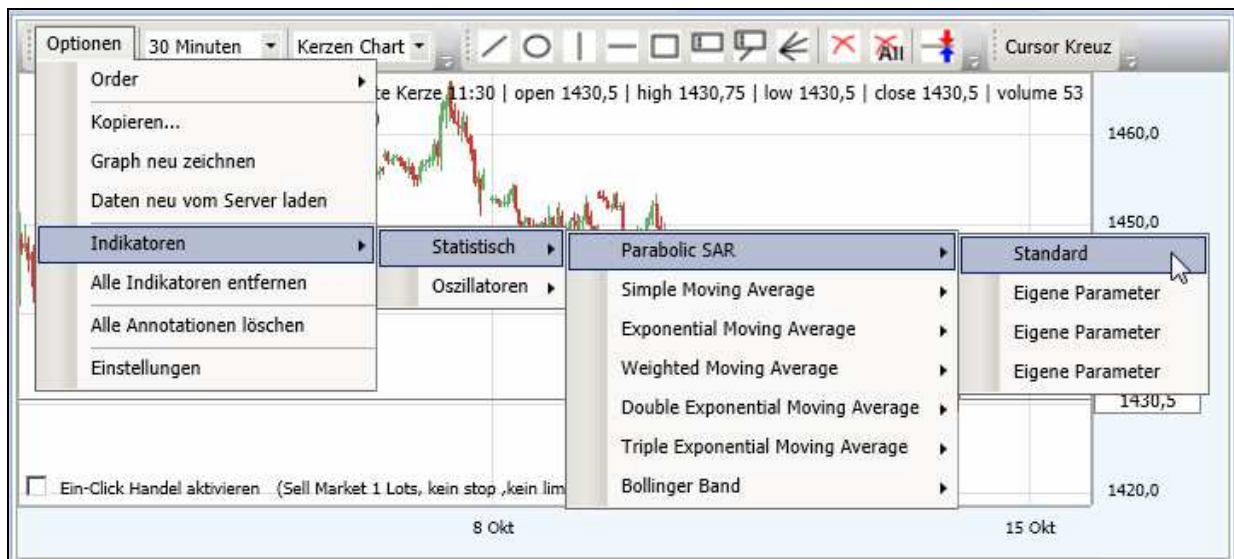 Optionen 30 Minuten Kerzen Chart All Cursor Kreuz
te Kerze 11:30 | open 1430,5 | high 1430,75 | low 1430,5 | close 1430,5 | volume 53
Order
Kopieren...
Graph neu zeichnen
Daten neu vom Server laden
Indikatoren
Alle Indikatoren entfernen
Alle Annotationen löschen
Einstellungen
Statistisch
Oszillatoren
Parabolic SAR
Simple Moving Average
Exponential Moving Average
Weighted Moving Average
Double Exponential Moving Average
Triple Exponential Moving Average
Bollinger Band
Standard
Eigene Parameter
Eigene Parameter
Eigene Parameter
1460,0
1450,0
1430,5
1420,0
Ein-Click Handel aktivieren (Sell Market 1 Lots, kein stop ,kein lim
8 Okt 15 Okt